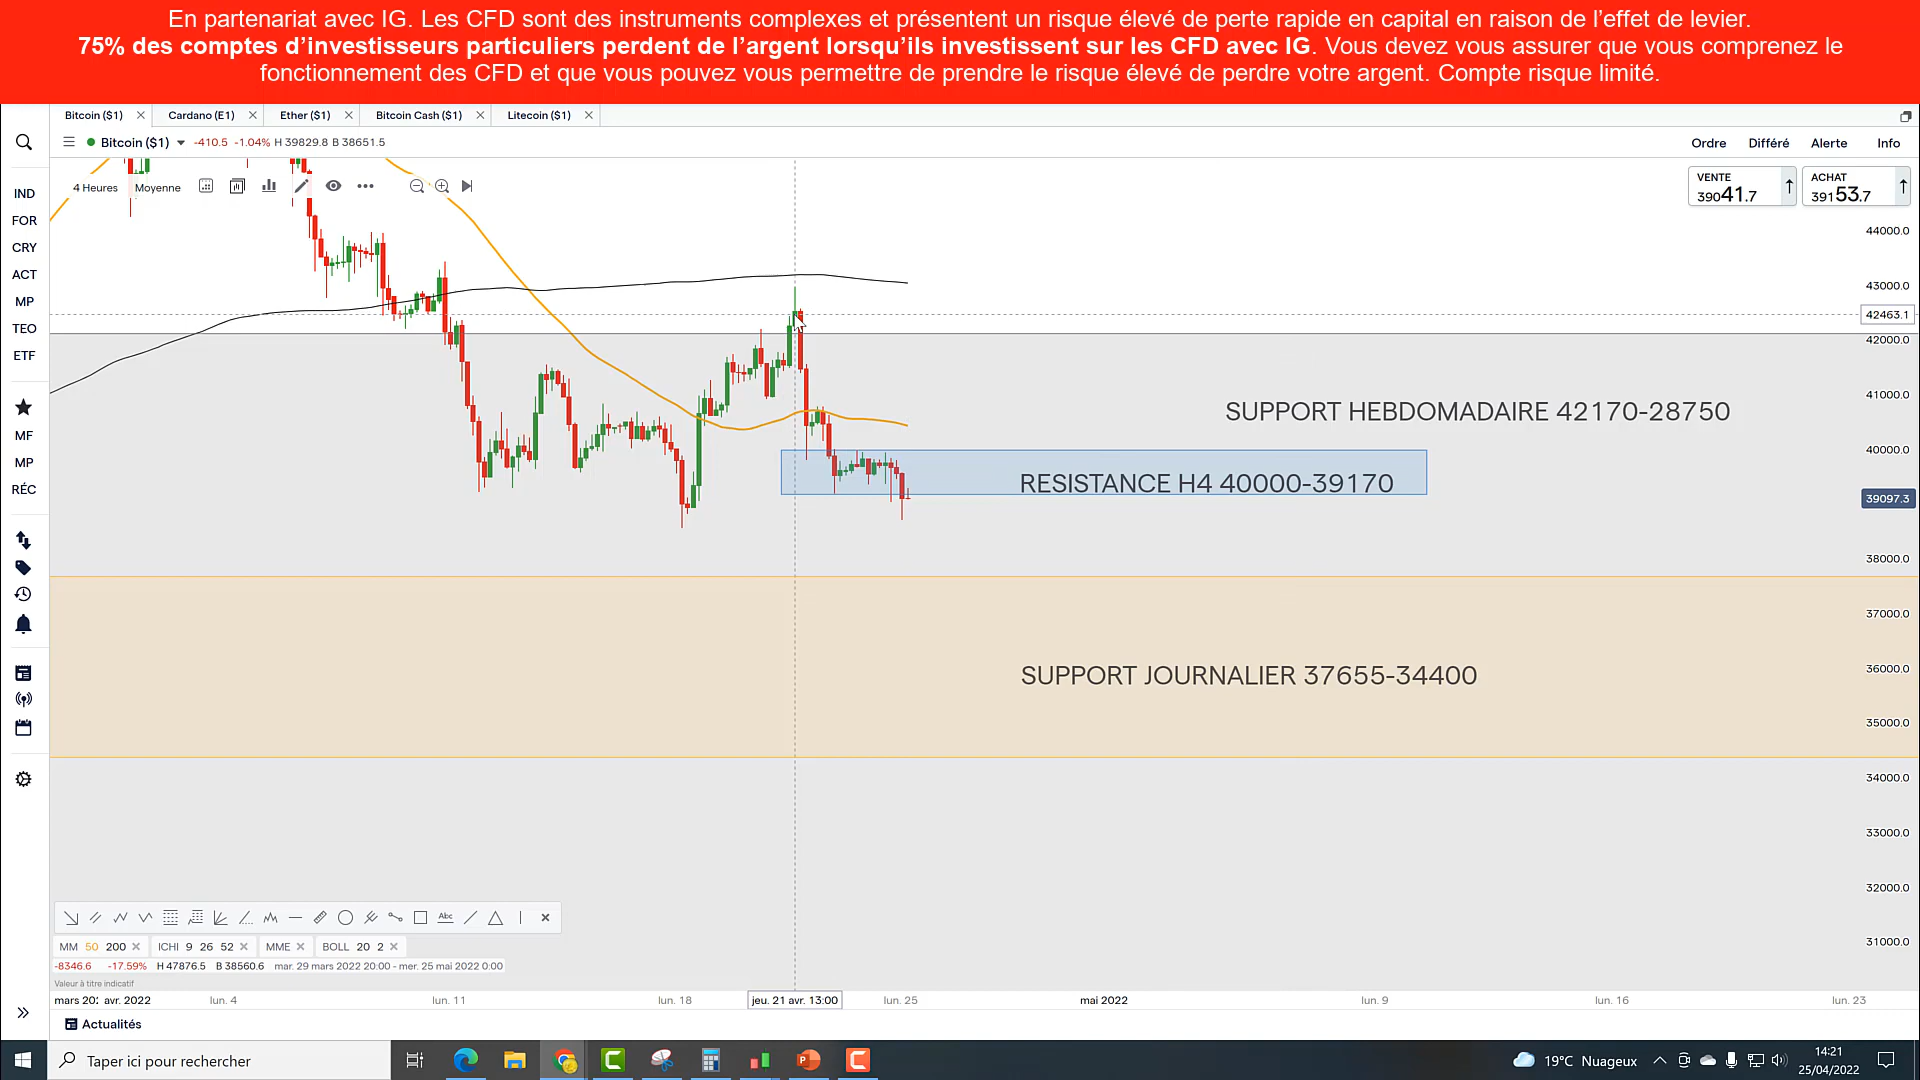 En partenariat avec IG. Les CFD sont des instruments complexes et présentent un risque élevé de perte rapide en capital en raison de l’effet de levier.
75% des comptes d’investisseurs particuliers perdent de l’argent lorsqu’ils investissent sur les CFD avec IG. Vous devez vous assurer que vous comprenez le
fonctionnement des CFD et que vous pouvez vous permettre de prendre le risque élevé de perdre votre argent. Compte risque limité.
Bitcoin ($1) Cardano (E1) Ether ($1) Bitcoin Cash ($1) Litecoin ($1)
Bitcoin ($1) -410.5 -1.04% H 39829.8 B 38651.5
Ordre Différé Alerte Info
4 Heures Moyenne
VENTE
39041.7
ACHAT
39153.7
IND
FOR
CRY
ACT
MP
TEO
ETF
MF
MP
RÉC
44000.0
43000.0
42463.1
42000.0
41000.0
40000.0
39097.3
38000.0
37000.0
36000.0
35000.0
34000.0
33000.0
32000.0
31000.0
SUPPORT HEBDOMADAIRE 42170-28750
RESISTANCE H4 40000-39170
SUPPORT JOURNALIER 37655-34400
Abc
MM 50 200 ICHI 9 26 52 MME BOLL 20 2
-8346.6 -17.59% H 47876.5 B 38560.6 mar. 29 mars 2022 20:00 - mer. 25 mai 2022 0:00
Valeur à titre indicatif
mars 20: avr. 2022 lun. 4 lun. 11 lun. 18 jeu. 21 avr. 13:00 lun. 25 mai 2022 lun. 9 lun. 16 lun. 23
Actualités
Taper ici pour rechercher
19°C Nuageux
14:21
25/04/2022